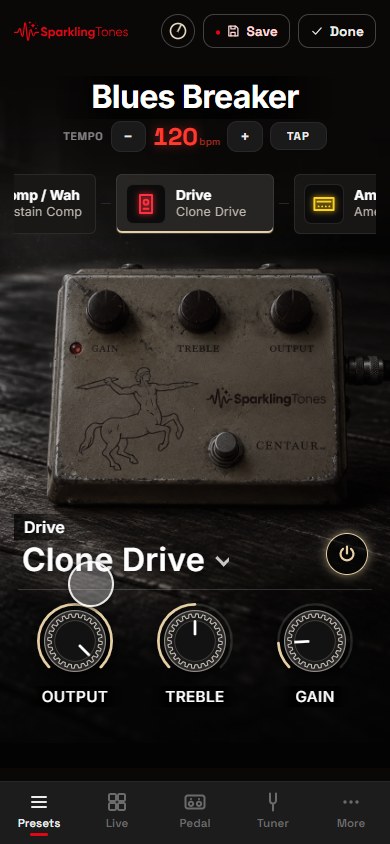 SparklingTones
Save
Done
Blues Breaker
TEMPO
−
120 bpm
+
TAP
omp / Wah
stain Comp
Drive
Clone Drive
Am
Ame
GAIN
TREBLE
OUTPUT
SparklingTones
CENTAUR
Drive
Clone Drive
OUTPUT
TREBLE
GAIN
Presets
Live
Pedal
Tuner
More